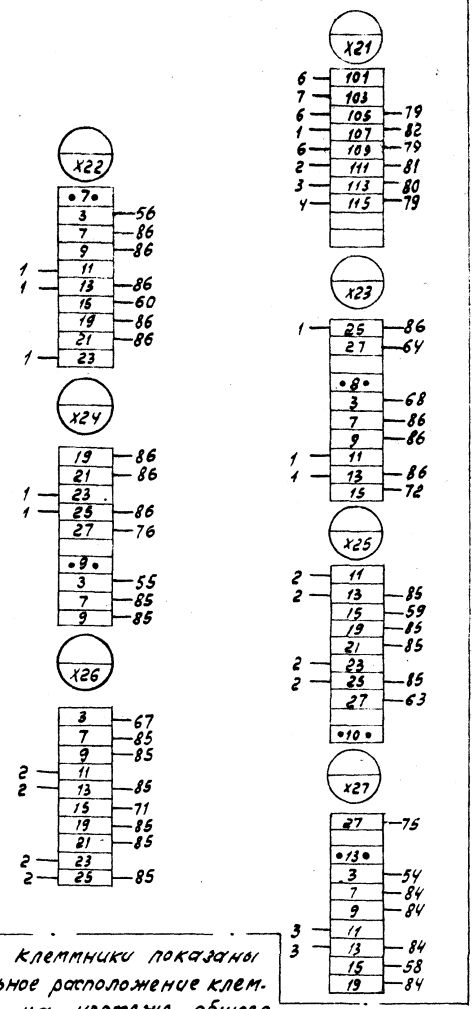 X22
•7•
3 56
7 86
9 86
1 11
1 13 86
15 60
19 86
21 86
1 23
X24
19 86
21 86
1 23
1 25 86
27 76
•9•
3 55
7 85
9 85
X26
3 67
7 85
9 85
2 11
2 13 85
15 71
19 85
21 85
2 23
2 25 85
X21
6 101
7 103
6 105 79
1 107 82
6 109 79
2 111 81
3 113 80
4 115 79
X23
1 25 86
27 64
•8•
3 68
7 86
9 86
1 11
1 13 86
15 72
X25
2 11
2 13 85
15 59
19 85
21 85
2 23
2 25 85
27 63
•10•
X27
27 75
•13•
3 54
7 84
9 84
3 11
3 13 84
15 58
19 84
клеммники показаны
ьное расположение клем-
на чертеже общего